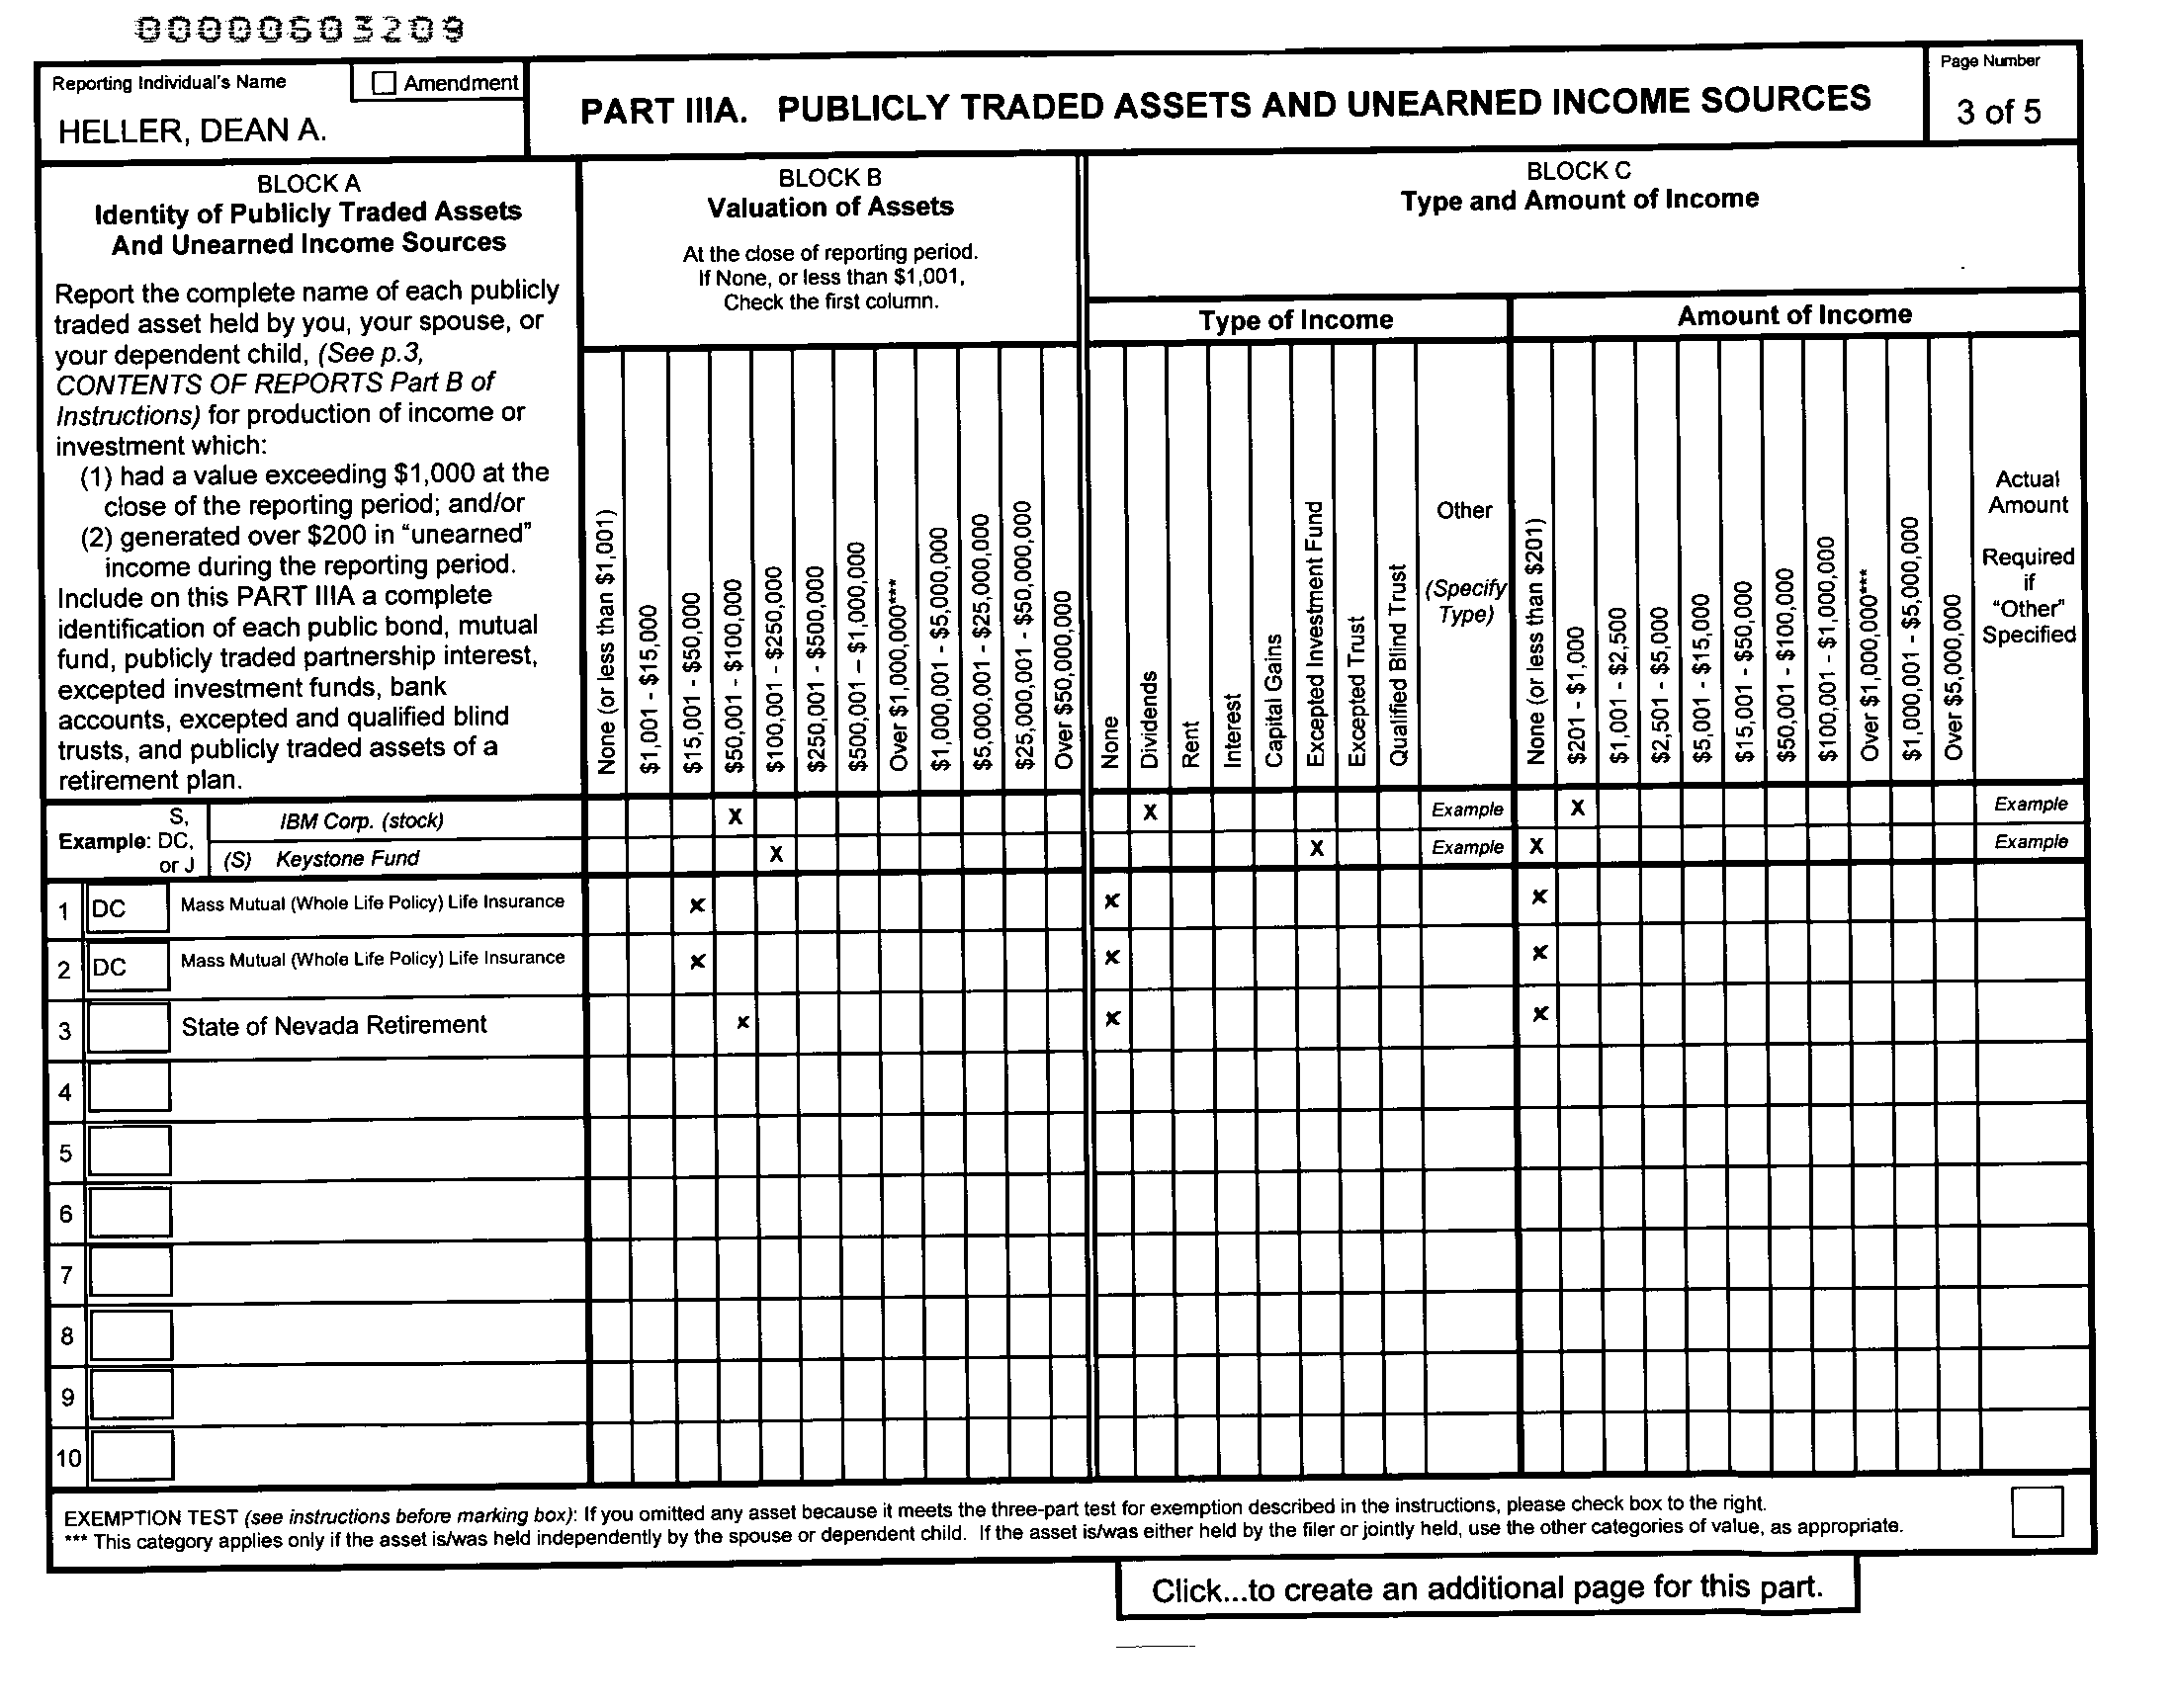 00000503209
Reporting Individual's Name
Amendment
HELLER, DEAN A.
PART IIIA. PUBLICLY TRADED ASSETS AND UNEARNED INCOME SOURCES
Page Number
3 of 5
BLOCK A
Identity of Publicly Traded Assets
And Unearned Income Sources
Report the complete name of each publicly
traded asset held by you, your spouse, or
your dependent child, (See p.3,
CONTENTS OF REPORTS Part B of
Instructions) for production of income or
investment which:
(1) had a value exceeding $1,000 at the
close of the reporting period; and/or
(2) generated over $200 in "unearned"
income during the reporting period.
Include on this PART IIIA a complete
identification of each public bond, mutual
fund, publicly traded partnership interest,
excepted investment funds, bank
accounts, excepted and qualified blind
trusts, and publicly traded assets of a
retirement plan.
BLOCK B
Valuation of Assets
At the close of reporting period.
If None, or less than $1,001,
Check the first column.
None (or less than $1,001)
$1,001 - $15,000
$15,001 - $50,000
$50,001 - $100,000
$100,001 - $250,000
$250,001 - $500,000
$500,001 – $1,000,000
Over $1,000,000***
$1,000,001 - $5,000,000
$5,000,001 - $25,000,000
$25,000,001 - $50,000,000
Over $50,000,000
BLOCK C
Type and Amount of Income
Type of Income
None
Dividends
Rent
Interest
Capital Gains
Excepted Investment Fund
Excepted Trust
Qualified Blind Trust
Other
(Specify
Type)
Amount of Income
None (or less than $201)
$201 - $1,000
$1,001 - $2,500
$2,501 - $5,000
$5,001 - $15,000
$15,001 - $50,000
$50,001 - $100,000
$100,001 - $1,000,000
Over $1,000,000***
$1,000,001 - $5,000,000
Over $5,000,000
Actual
Amount
Required
if
"Other"
Specified
Example: S, DC, or J
IBM Corp. (stock) X X Example X Example
(S) Keystone Fund X X Example X Example
1 DC Mass Mutual (Whole Life Policy) Life Insurance x x x
2 DC Mass Mutual (Whole Life Policy) Life Insurance x x x
3 State of Nevada Retirement x x x
4
5
6
7
8
9
10
EXEMPTION TEST (see instructions before marking box): If you omitted any asset because it meets the three-part test for exemption described in the instructions, please check box to the right.
*** This category applies only if the asset is/was held independently by the spouse or dependent child. If the asset is/was either held by the filer or jointly held, use the other categories of value, as appropriate.
Click...to create an additional page for this part.